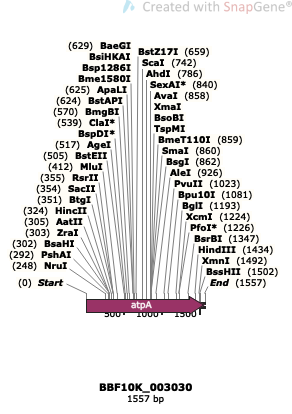 Created with SnapGene®
(629) BaeGI
BsiHKAI
Bsp1286I
Bme1580I
(625) ApaLI
(624) BstAPI
(570) BmgBI
(539) ClaI*
BspDI*
(517) AgeI
(505) BstEII
(412) MluI
(355) RsrII
(354) SacII
(351) BtgI
(324) HincII
(305) AatII
(303) ZraI
(302) BsaHI
(292) PshAI
(248) NruI
(0) Start
BstZ17I (659)
ScaI (742)
AhdI (786)
SexAI* (840)
AvaI (858)
XmaI
BsoBI
TspMI
BmeT110I (859)
SmaI (860)
BsgI (862)
AleI (926)
PvuII (1023)
Bpu10I (1081)
BglI (1193)
XcmI (1224)
PfoI* (1226)
BsrBI (1347)
HindIII (1434)
XmnI (1492)
BssHII (1502)
End (1557)
atpA
500 1000 1500
BBF10K_003030
1557 bp